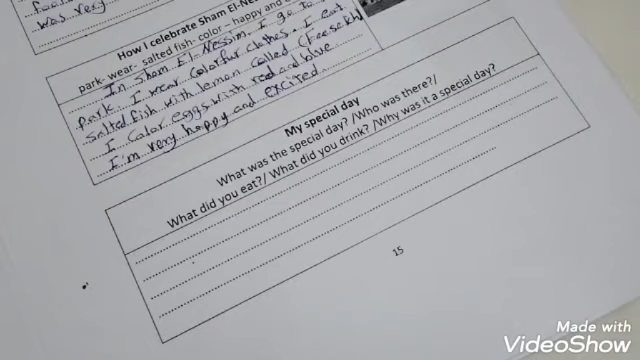 was very
How I celebrate Sham El-Nes
park- wear- salted fish- color – happy and e
In Sham El-Nessim. I go to
Park. I wear colorful clothes. I eat
salted fish with lemon called (Feesekh
I color eggs with red and blue
I'm very happy and excited.
My special day
What was the special day? /Who was there?/
What did you eat?/ What did you drink? /Why was it a special day?
15
Made with
VideoShow